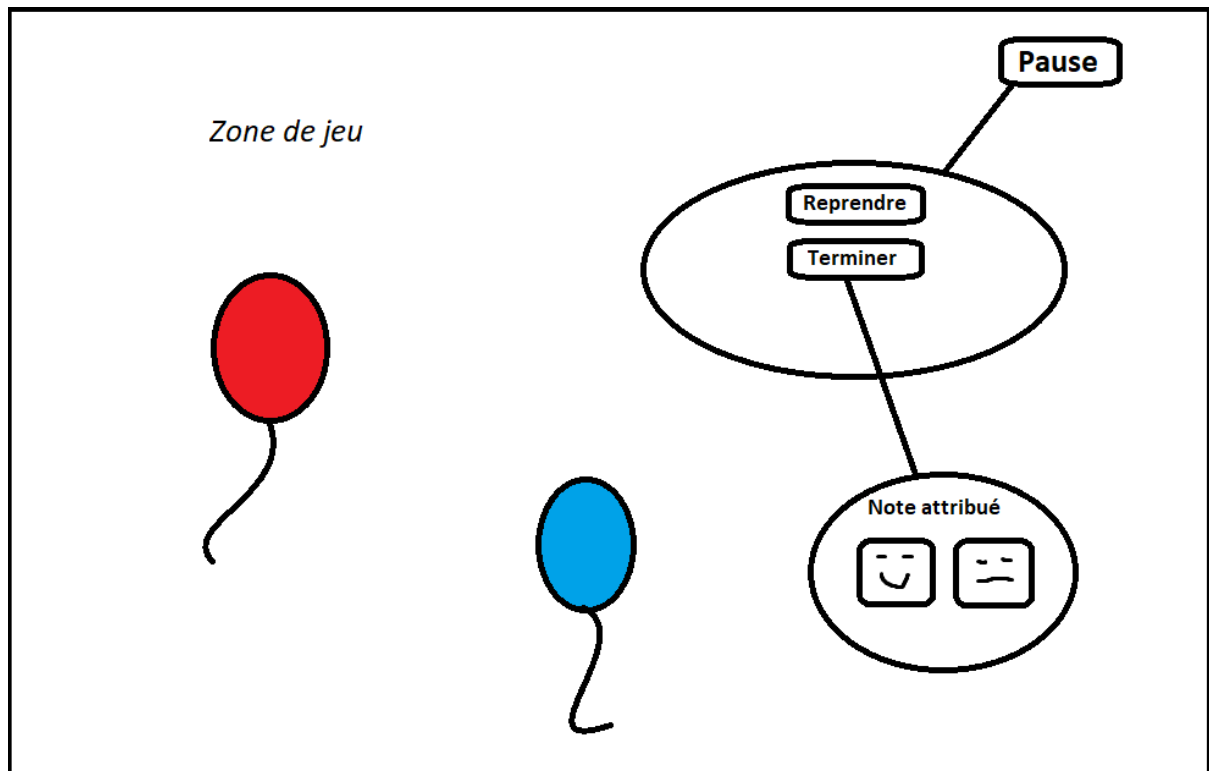 Pause
Zone de jeu
Reprendre
Terminer
Note attribué